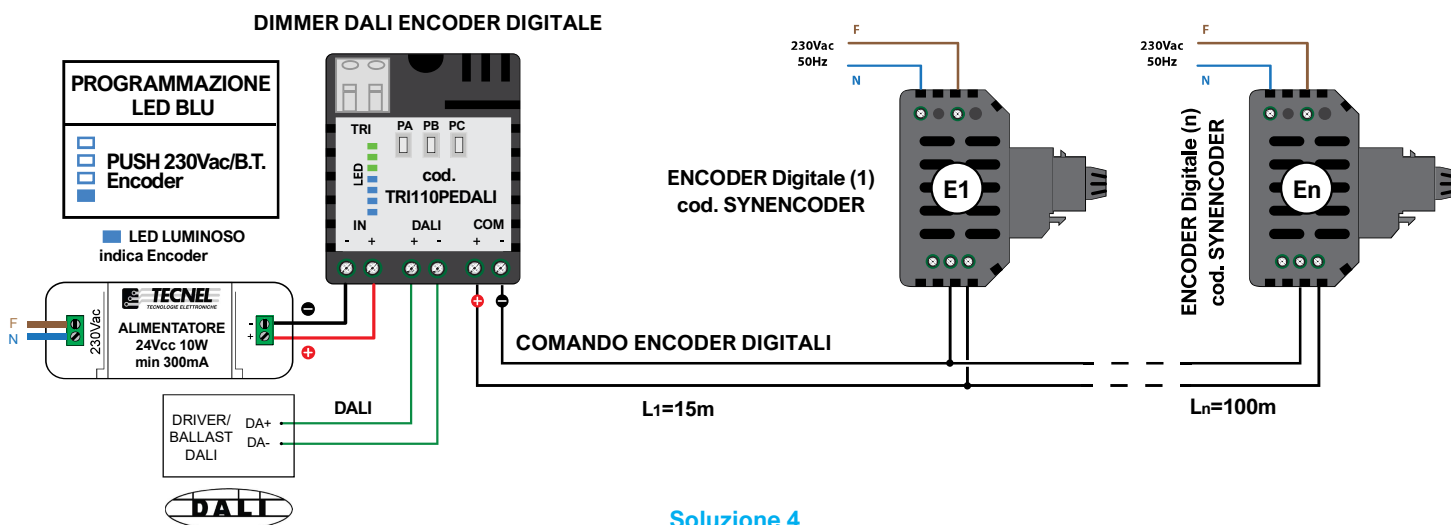 DIMMER DALI ENCODER DIGITALE
PROGRAMMAZIONE
LED BLU
PUSH 230Vac/B.T.
Encoder
LED LUMINOSO
indica Encoder
TRI
PA PB PC
LED
cod.
TRI110PEDALI
IN DALI COM
- + + - + -
F
N
230Vac
TECNEL
TECNOLOGIE ELETTRONICHE
ALIMENTATORE
24Vcc 10W
min 300mA
-
+
-
+
+
-
DRIVER/
BALLAST
DALI
DA+
DA-
DALI
DALI
COMANDO ENCODER DIGITALI
L1=15m
Ln=100m
F
230Vac
50Hz
N
ENCODER Digitale (1)
cod. SYNENCODER
E1
F
230Vac
50Hz
N
ENCODER Digitale (n)
cod. SYNENCODER
En
Soluzione 4